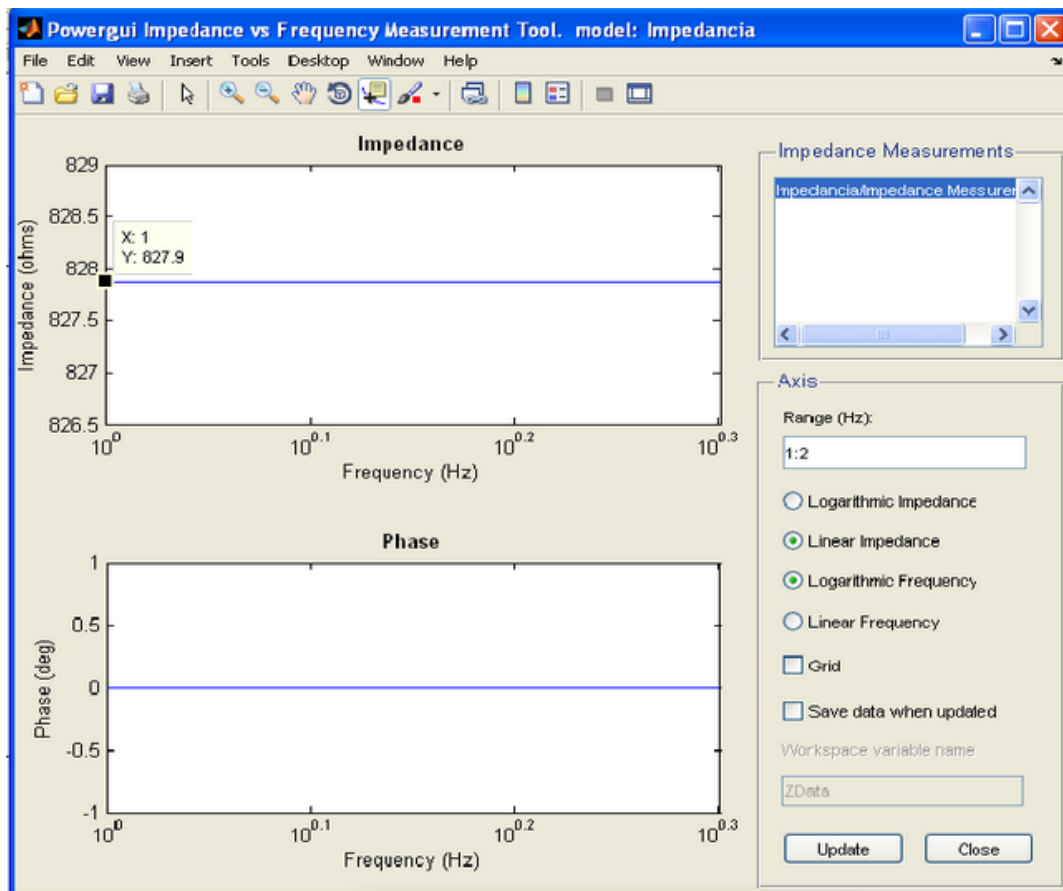 Powergui Impedance vs Frequency Measurement Tool. model: Impedancia
File Edit View Insert Tools Desktop Window Help
Impedance
829
828.5
828
827.5
827
826.5
Impedance (ohms)
X: 1
Y: 827.9
10^0 10^0.1 10^0.2 10^0.3
Frequency (Hz)
Phase
1
0.5
0
-0.5
-1
Phase (deg)
10^0 10^0.1 10^0.2 10^0.3
Frequency (Hz)
Impedance Measurements
Impedancia/Impedance Measurer
Axis
Range (Hz):
1:2
Logarithmic Impedance
Linear Impedance
Logarithmic Frequency
Linear Frequency
Grid
Save data when updated
Workspace variable name
ZData
Update Close